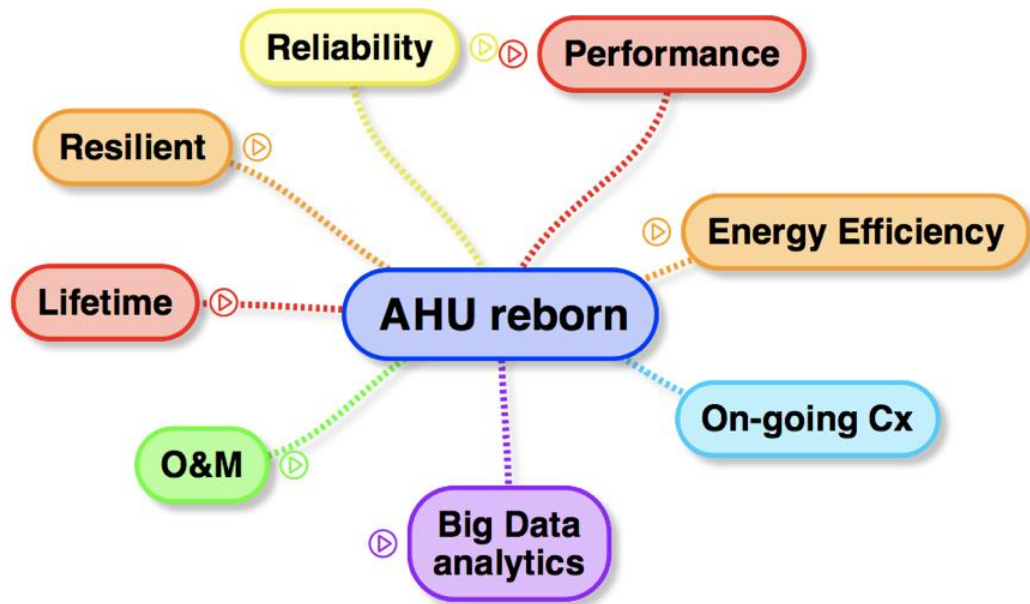 Reliability
Performance
Resilient
Energy Efficiency
Lifetime
AHU reborn
On-going Cx
O&M
Big Data
analytics